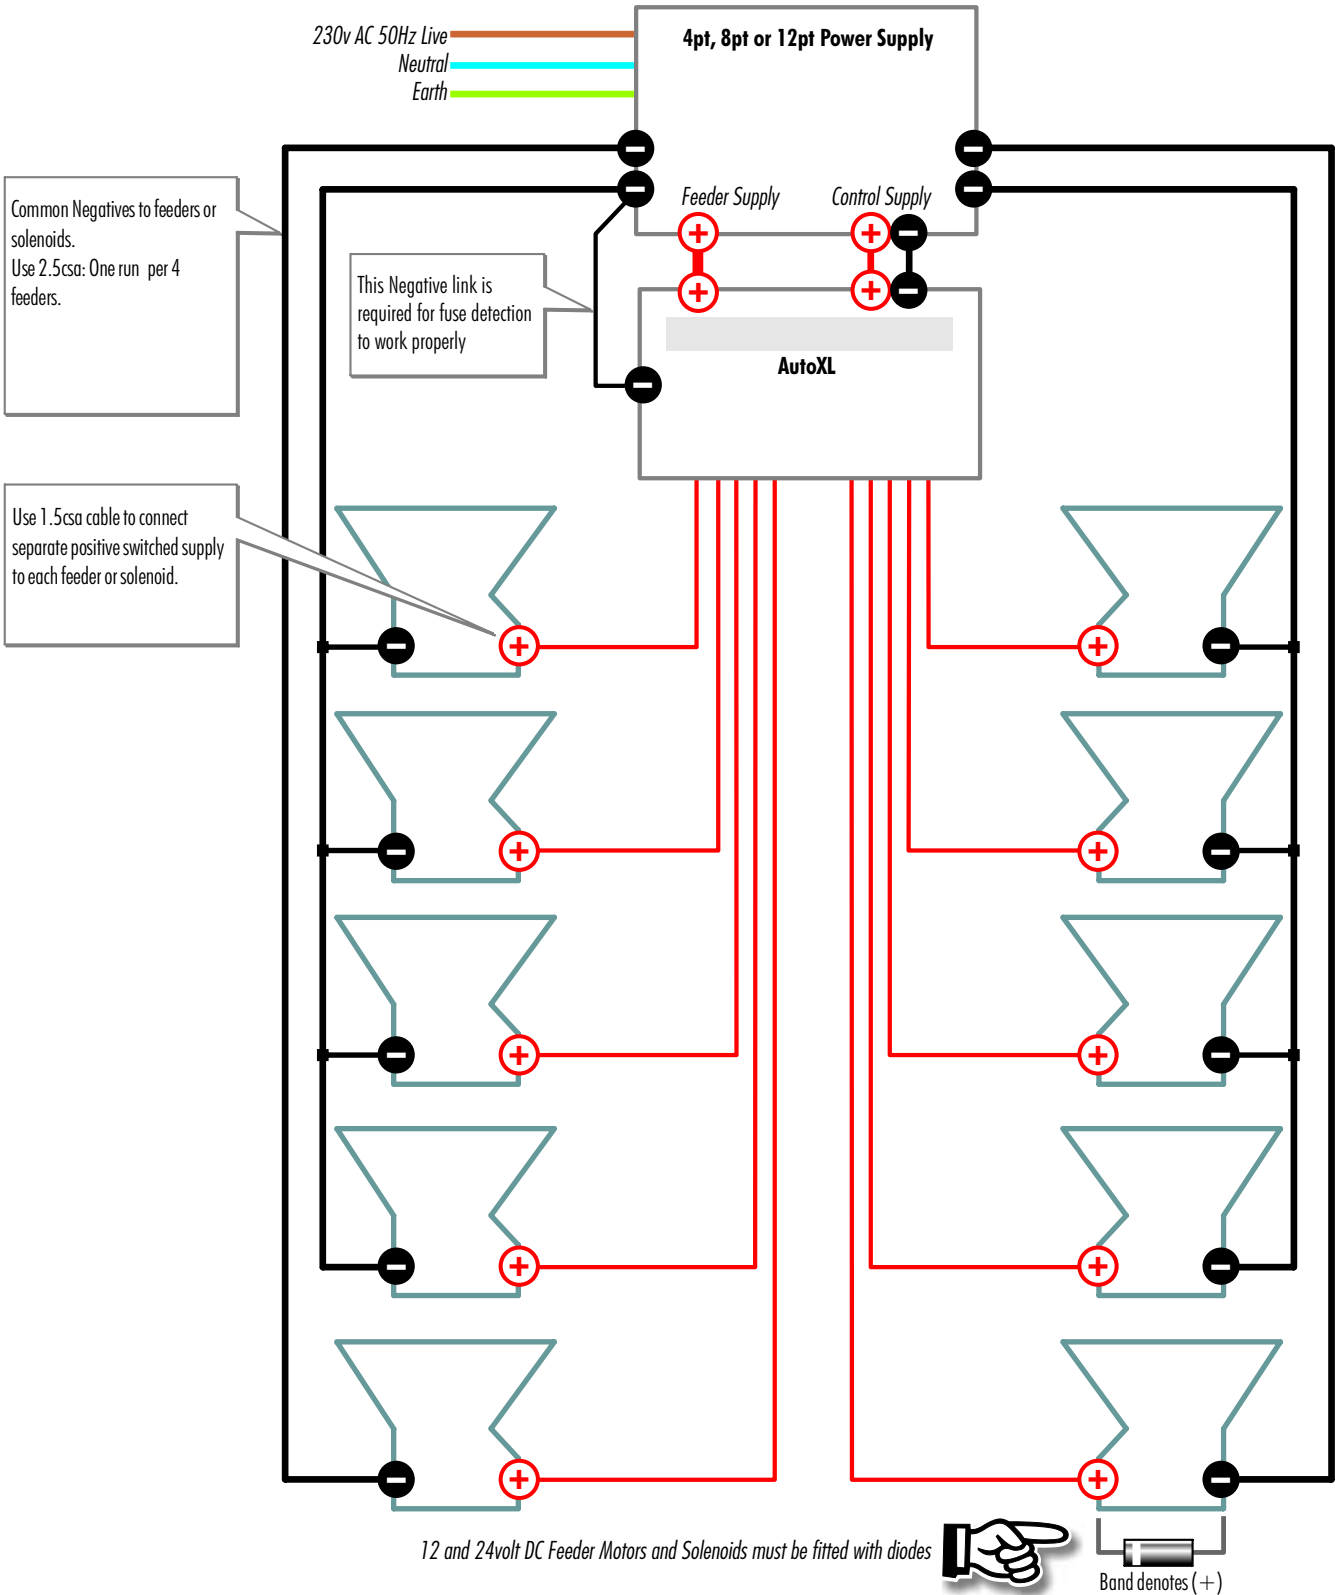 230v AC 50Hz Live
Neutral
Earth
4pt, 8pt or 12pt Power Supply
Feeder Supply
Control Supply
Common Negatives to feeders or
solenoids.
Use 2.5csa: One run per 4
feeders.
This Negative link is
required for fuse detection
to work properly
AutoXL
Use 1.5csa cable to connect
separate positive switched supply
to each feeder or solenoid.
12 and 24volt DC Feeder Motors and Solenoids must be fitted with diodes
Band denotes (+)